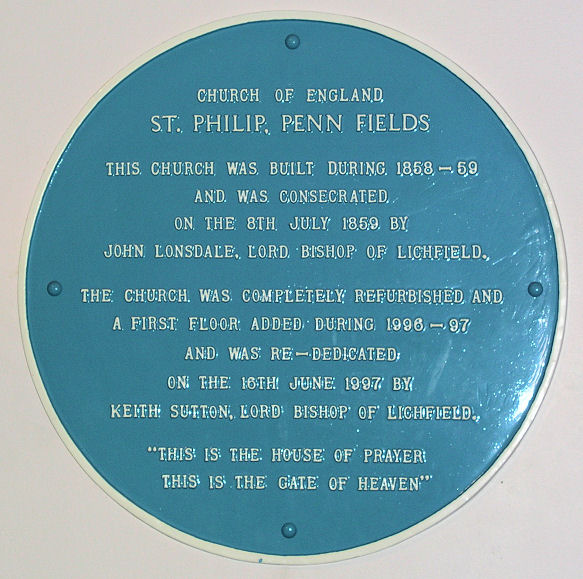 CHURCH OF ENGLAND
ST. PHILIP, PENN FIELDS
THIS CHURCH WAS BUILT DURING 1858-59
AND WAS CONSECRATED
ON THE 8TH JULY 1859 BY
JOHN LONSDALE, LORD BISHOP OF LICHFIELD.
THE CHURCH WAS COMPLETELY REFURBISHED AND
A FIRST FLOOR ADDED DURING 1996-97
AND WAS RE-DEDICATED
ON THE 16TH JUNE 1997 BY
KEITH SUTTON, LORD BISHOP OF LICHFIELD.
"THIS IS THE HOUSE OF PRAYER
THIS IS THE GATE OF HEAVEN"